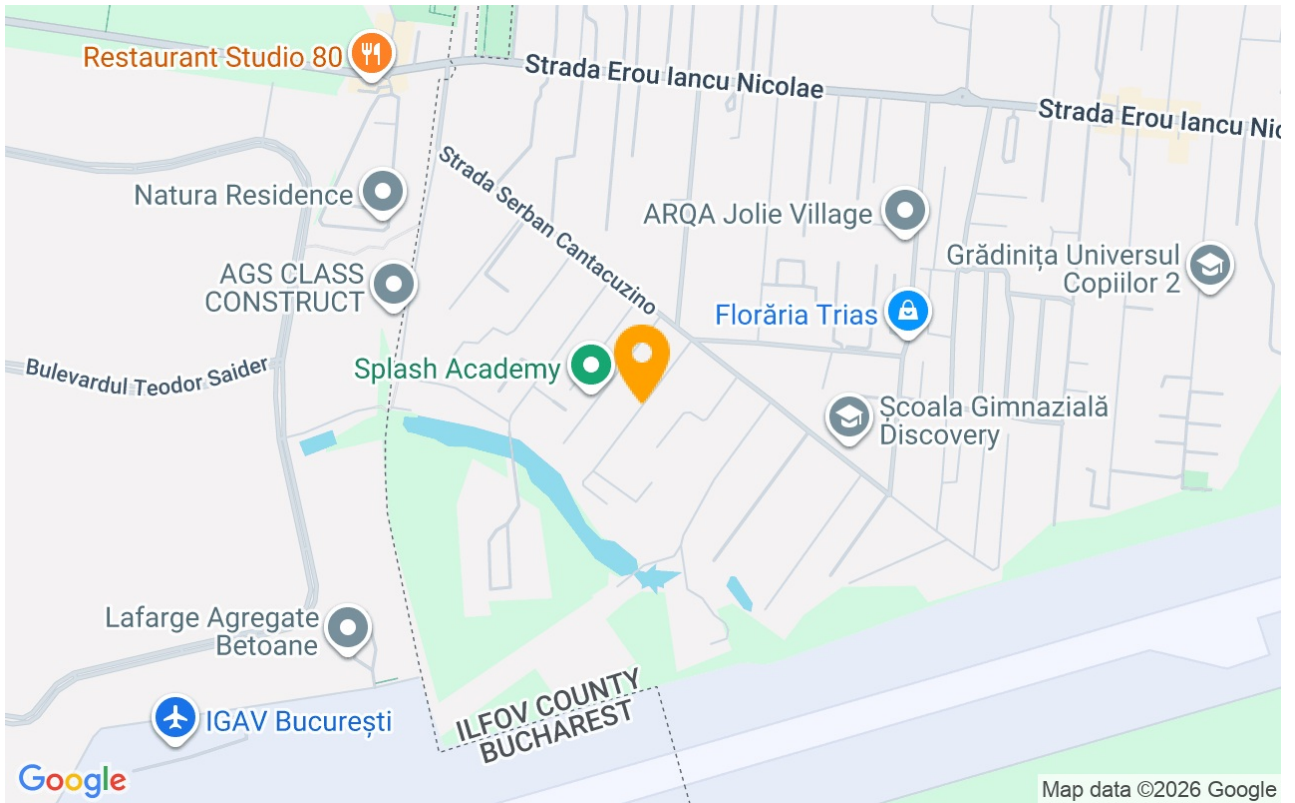 Restaurant Studio 80
Strada Erou Iancu Nicolae
Strada Erou Iancu Nic
Strada Serban Cantacuzino
Natura Residence
ARQA Jolie Village
Grădinița Universul
Copiilor 2
AGS CLASS
CONSTRUCT
Florăria Trias
Bulevardul Teodor Saider
Splash Academy
Școala Gimnazială
Discovery
Lafarge Agregate
Betoane
ILFOV COUNTY
BUCHAREST
IGAV București
Google
Map data ©2026 Google